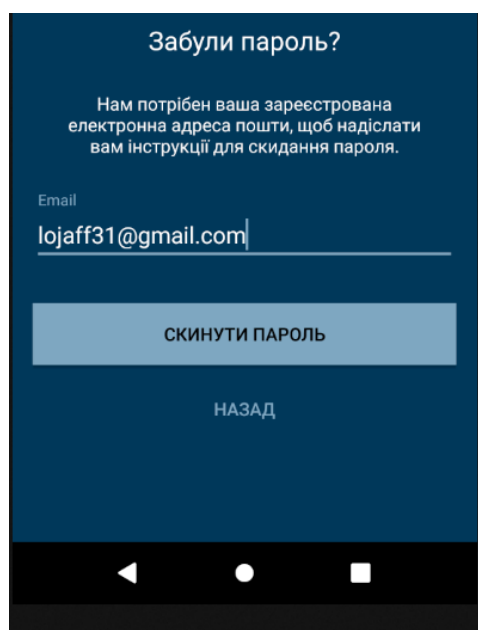 Забули пароль?
Нам потрібен ваша зареєстрована
електронна адреса пошти, щоб надіслати
вам інструкції для скидання пароля.
Email
lojaff31@gmail.com
СКИНУТИ ПАРОЛЬ
НАЗАД